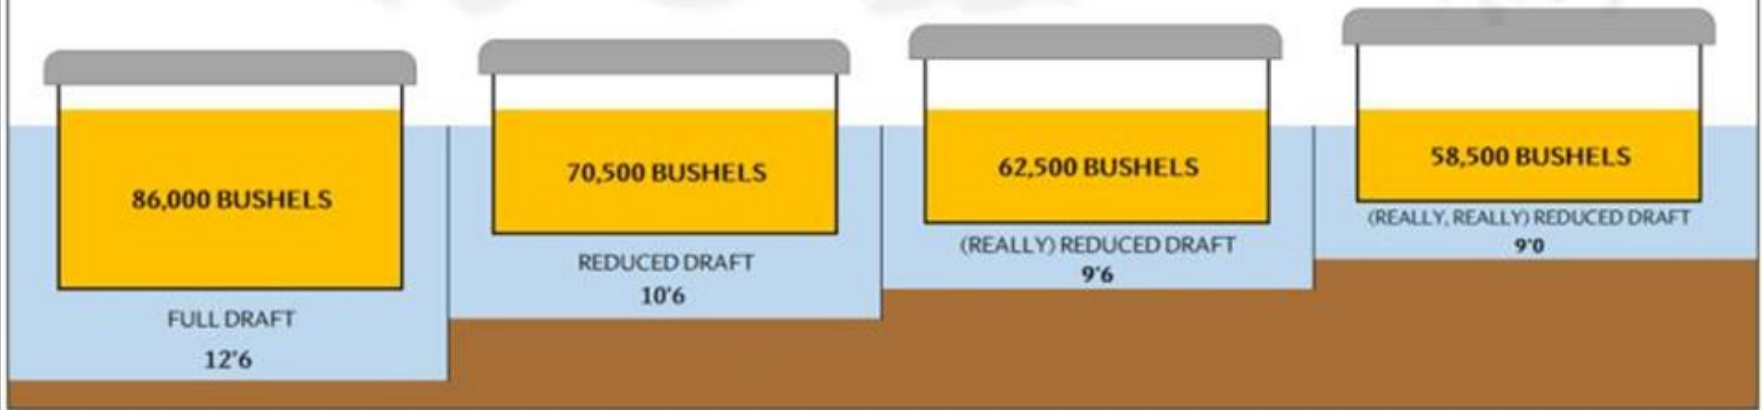 86,000 BUSHELS
FULL DRAFT
12'6
70,500 BUSHELS
REDUCED DRAFT
10'6
62,500 BUSHELS
(REALLY) REDUCED DRAFT
9'6
58,500 BUSHELS
(REALLY, REALLY) REDUCED DRAFT
9'0